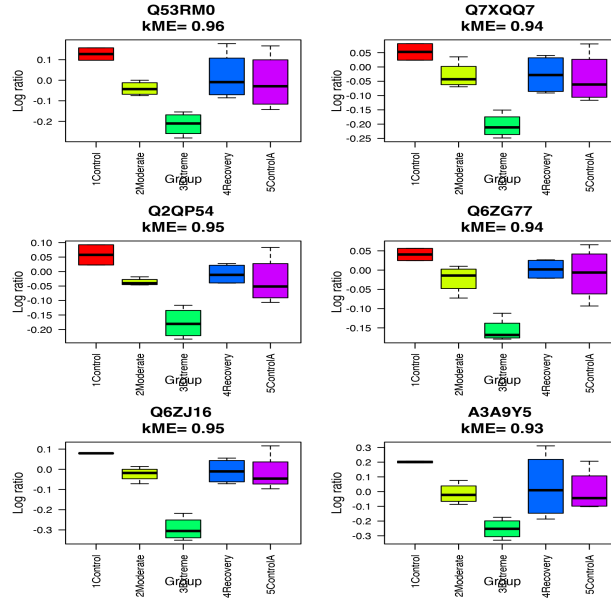 Q53RM0
kME= 0.96
Log ratio
0.1
0.0
-0.1
-0.2
1Control
2Moderate
3Extreme
4Recovery
5ControlA
Group
Q7XQQ7
kME= 0.94
Log ratio
0.05
0.00
-0.05
-0.10
-0.15
-0.20
-0.25
1Control
2Moderate
3Extreme
4Recovery
5ControlA
Group
Q2QP54
kME= 0.95
Log ratio
0.10
0.05
0.00
-0.05
-0.10
-0.15
-0.20
1Control
2Moderate
3Extreme
4Recovery
5ControlA
Group
Q6ZG77
kME= 0.94
Log ratio
0.05
0.00
-0.05
-0.15
1Control
2Moderate
3Extreme
4Recovery
5ControlA
Group
Q6ZJ16
kME= 0.95
Log ratio
0.1
0.0
-0.1
-0.3
1Control
2Moderate
3Extreme
4Recovery
5ControlA
Group
A3A9Y5
kME= 0.93
Log ratio
0.3
0.2
0.1
0.0
-0.1
-0.2
-0.3
1Control
2Moderate
3Extreme
4Recovery
5ControlA
Group